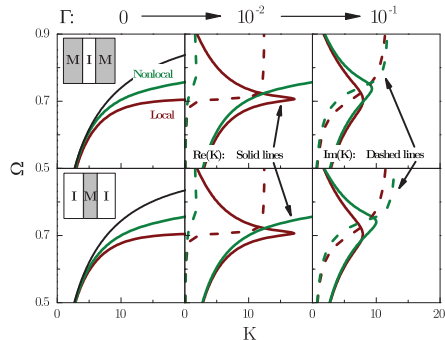 Γ: 0 10⁻² 10⁻¹
0.9
M I M
Nonlocal
0.7
Local
Re(K): Solid lines
Im(K): Dashed lines
0.5
Ω
I M I
0.7
0.5
0 10 0 10 0 10 20
K